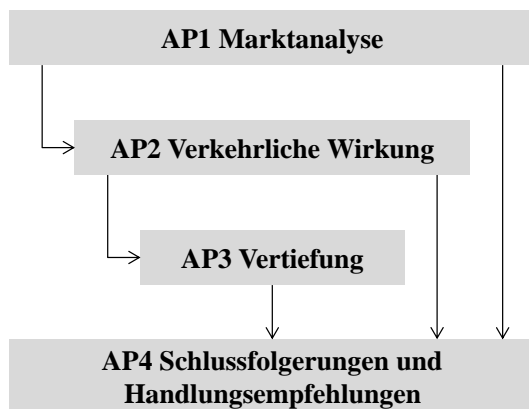 AP1 Marktanalyse
AP2 Verkehrliche Wirkung
AP3 Vertiefung
AP4 Schlussfolgerungen und
Handlungsempfehlungen